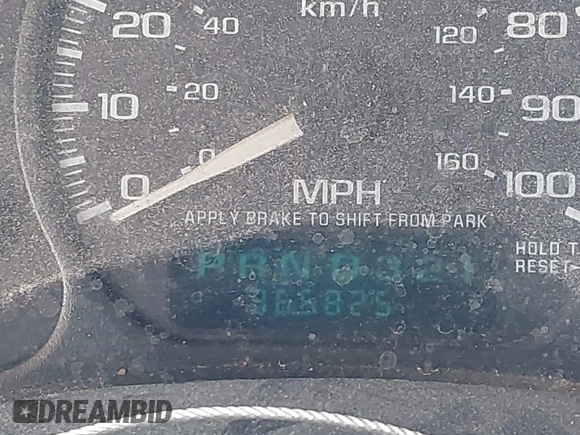 km/h
20 40 120 80
10 20 140 90
0 0 160 100
MPH
APPLY BRAKE TO SHIFT FROM PARK
HOLD T
RESET
PRND321
DREAMBID